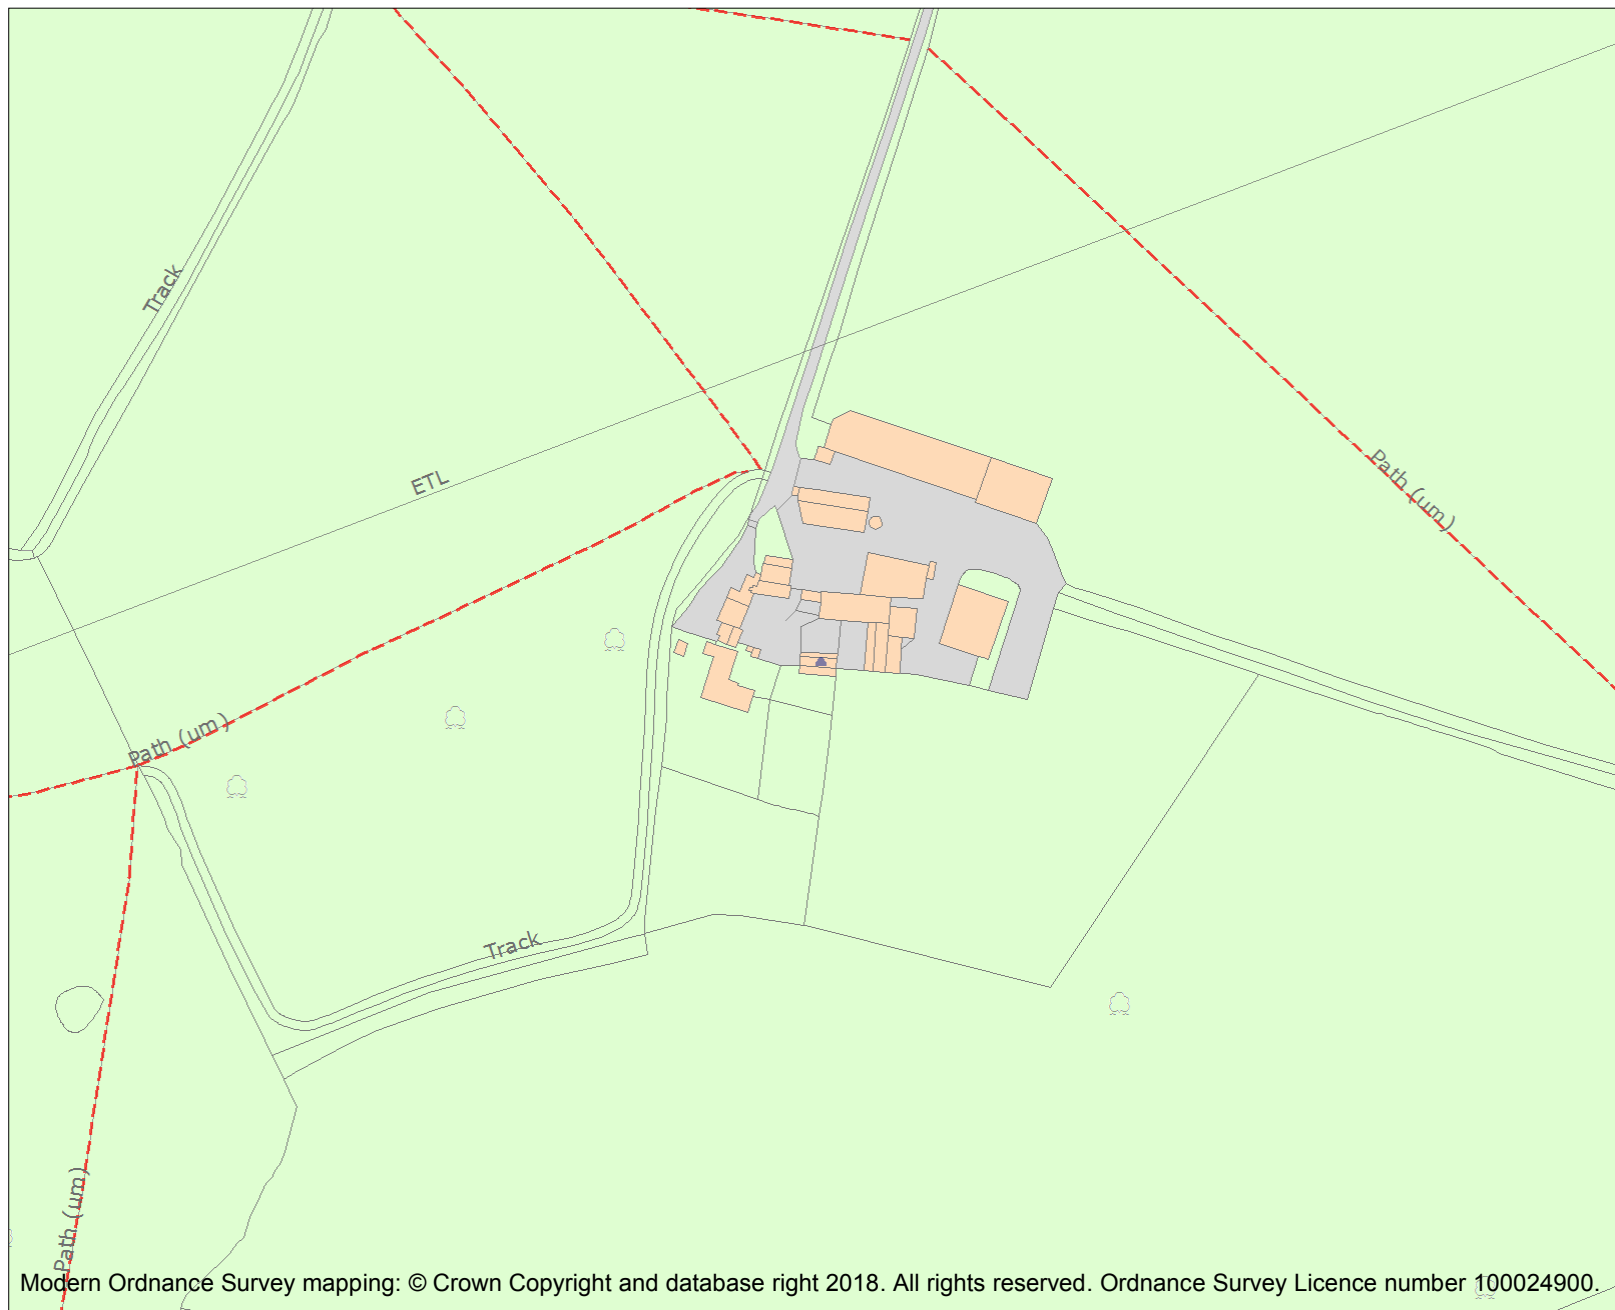 Track
ETL
Path (um)
Path (um)
Track
Path (um)
Modern Ordnance Survey mapping: © Crown Copyright and database right 2018. All rights reserved. Ordnance Survey Licence number 100024900.